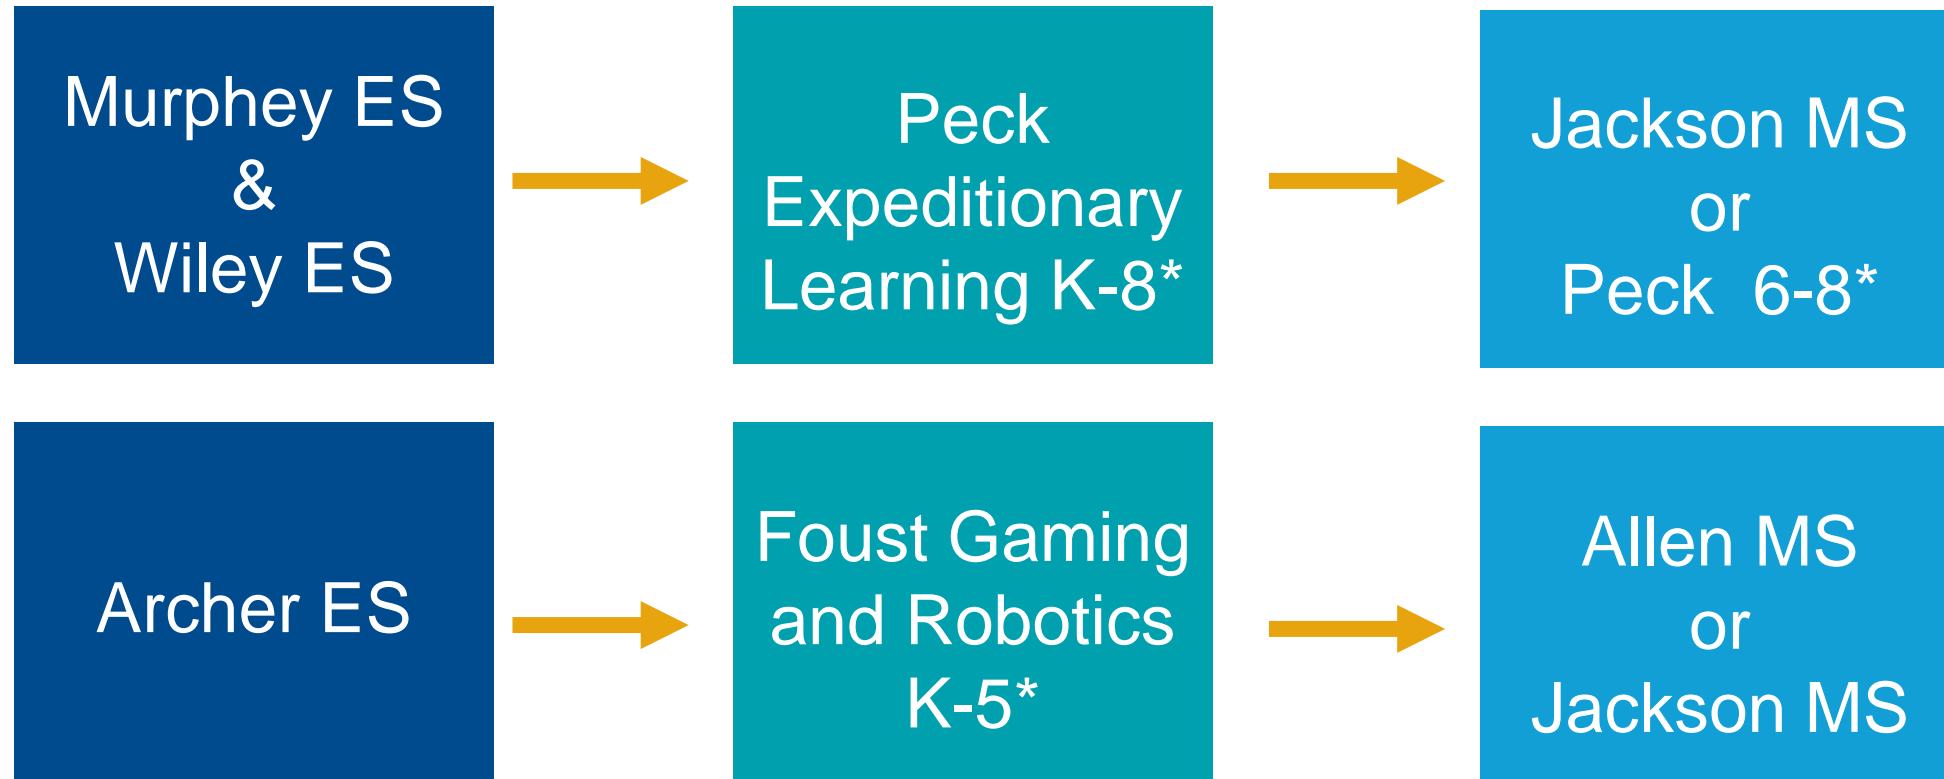 Murphey ES
&
Wiley ES
Peck
Expeditionary
Learning K-8*
Jackson MS
or
Peck  6-8*
Archer ES
Foust Gaming
and Robotics
K-5*
Allen MS
or
Jackson MS